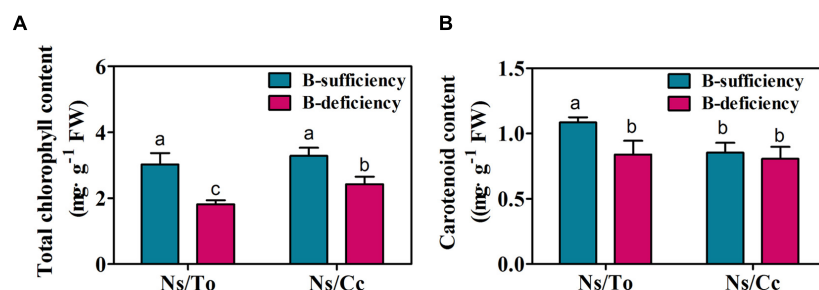 A
Total chlorophyll content
(mg· g⁻¹ FW)
6
4
2
0
B-sufficiency
B-deficiency
a
c
a
b
Ns/To
Ns/Cc
B
Carotenoid content
((mg· g⁻¹ FW)
1.5
1.0
0.5
0.0
B-sufficiency
B-deficiency
a
b
b
b
Ns/To
Ns/Cc